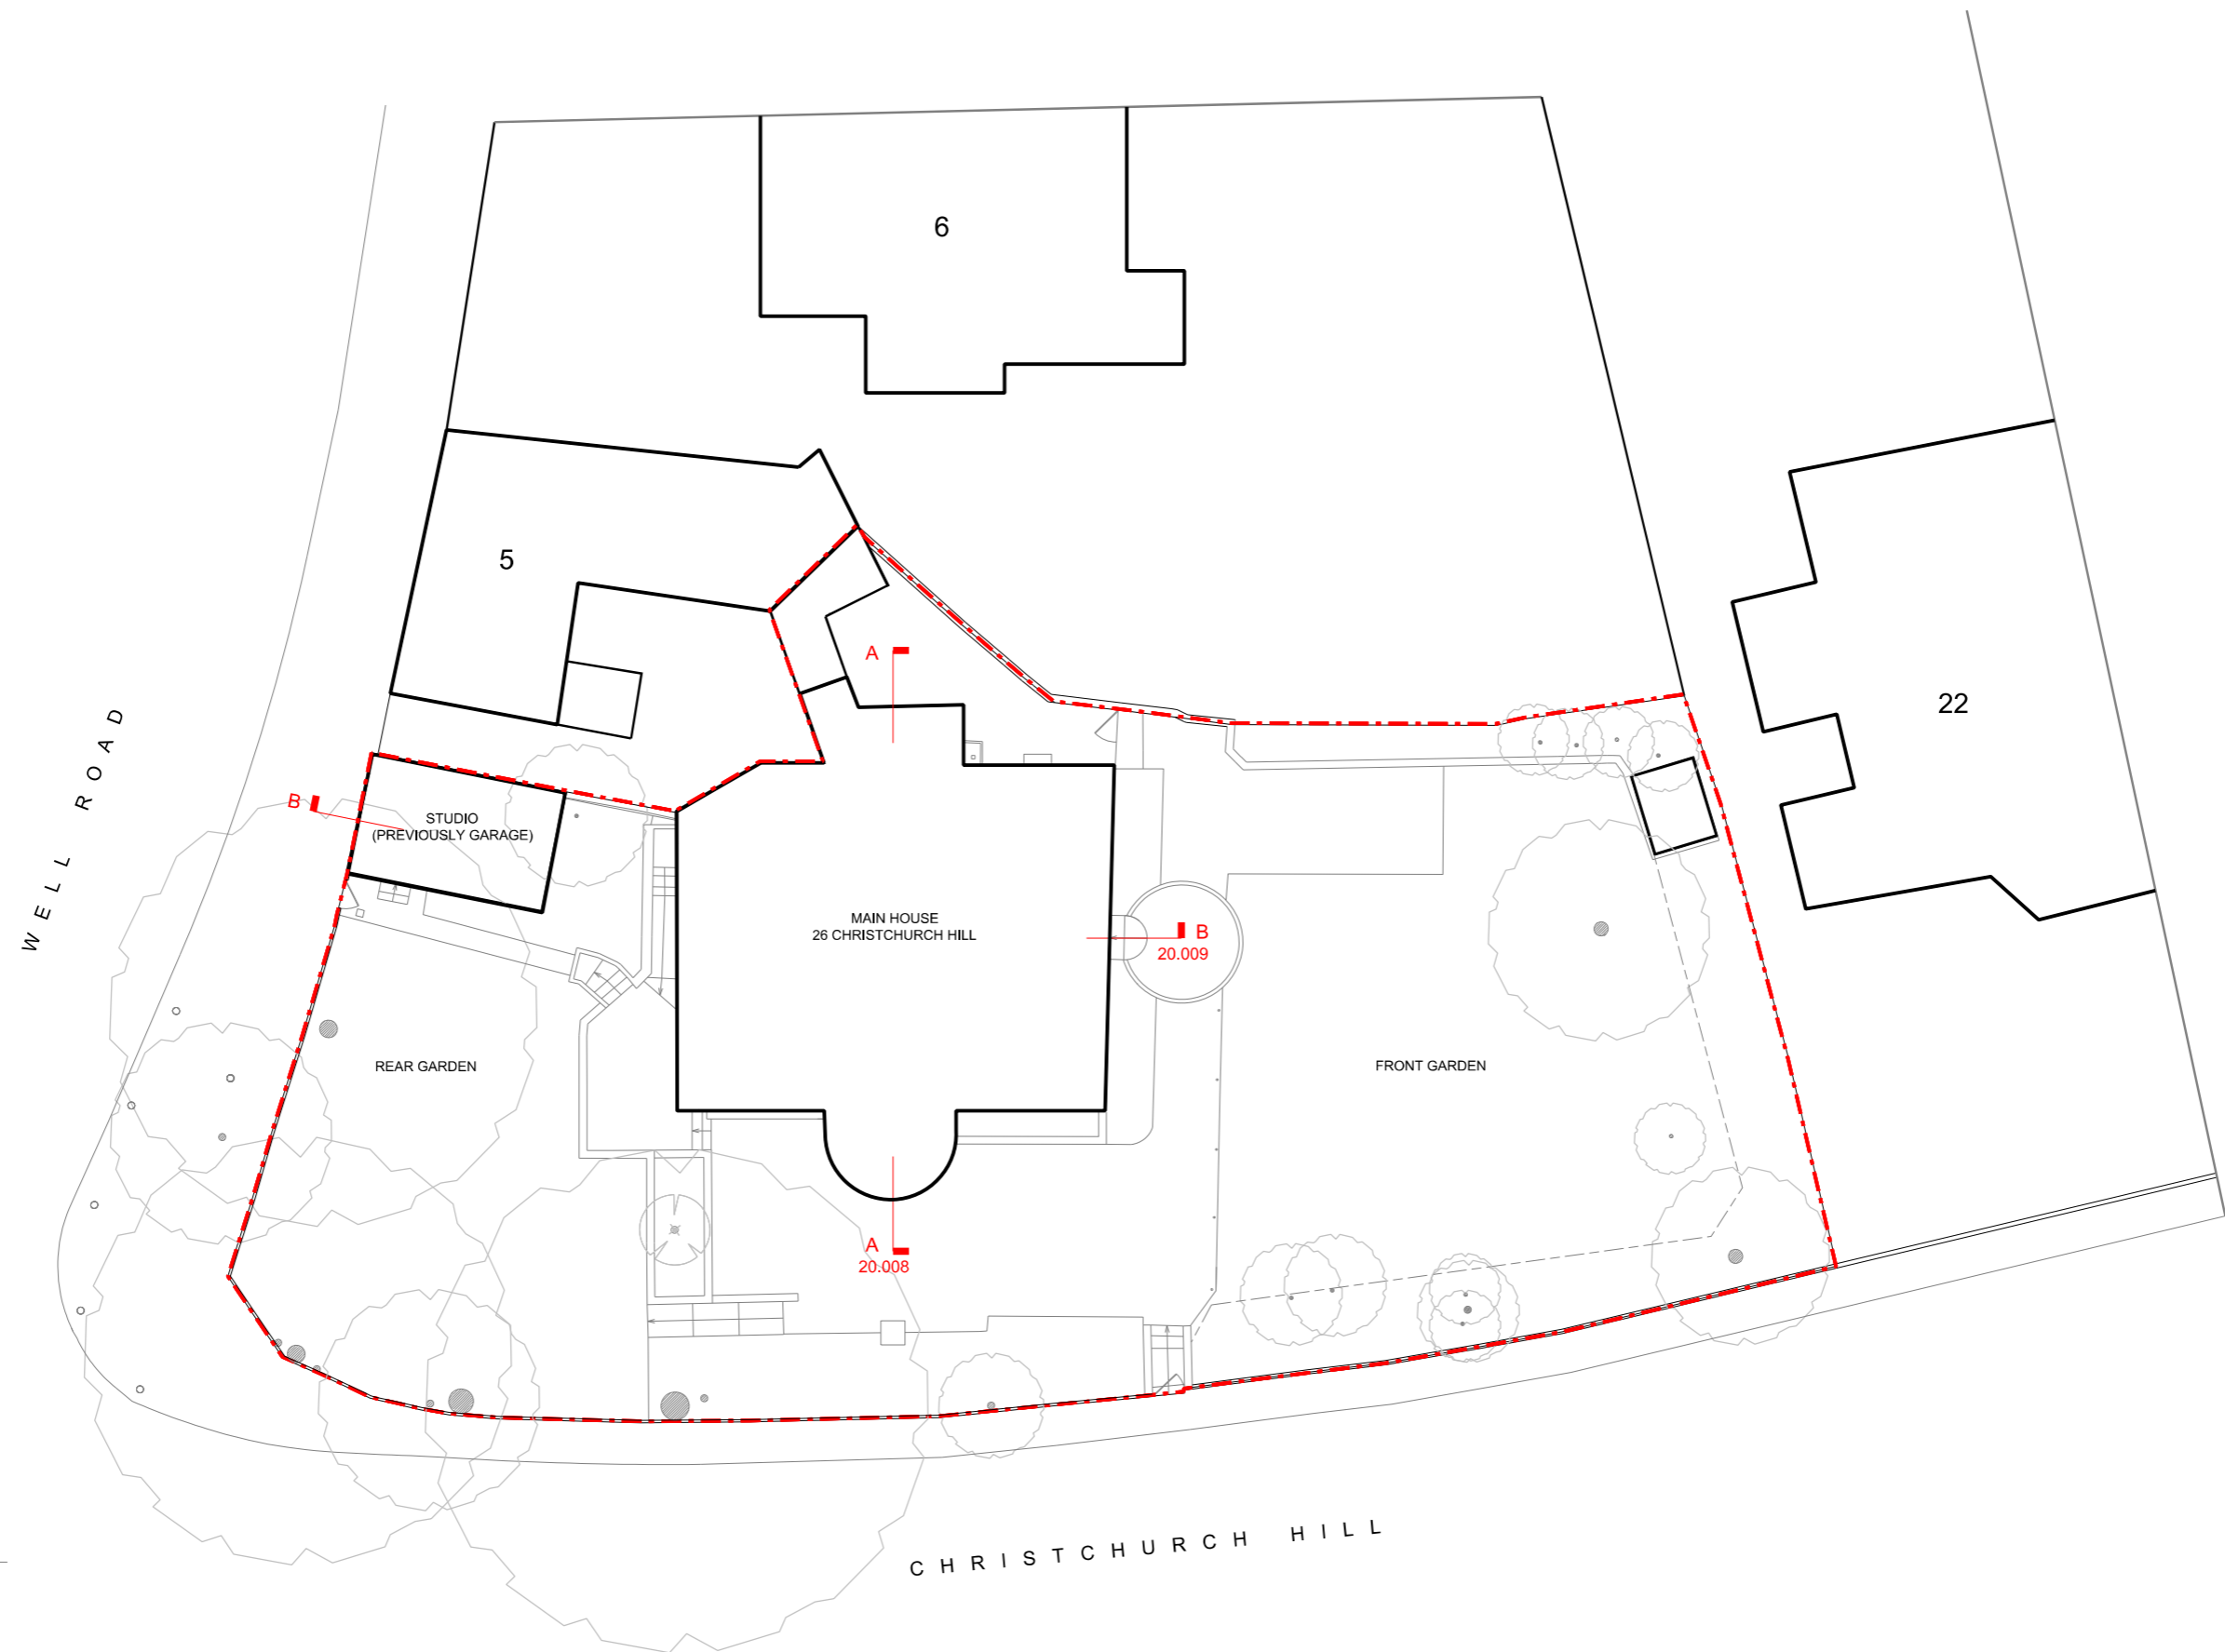 6
5
22
A
STUDIO
(PREVIOUSLY GARAGE)
B
WELL ROAD
MAIN HOUSE
26 CHRISTCHURCH HILL
B
20.009
REAR GARDEN
FRONT GARDEN
A
20.008
CHRISTCHURCH HILL